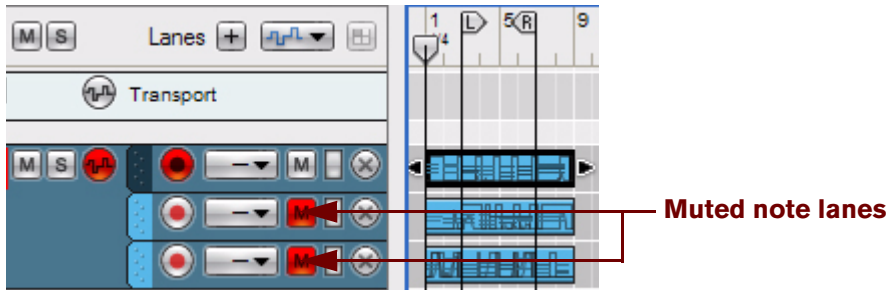 M S Lanes + 1 L 5 R 9
/4
Transport
M S M
M Muted note lanes
M